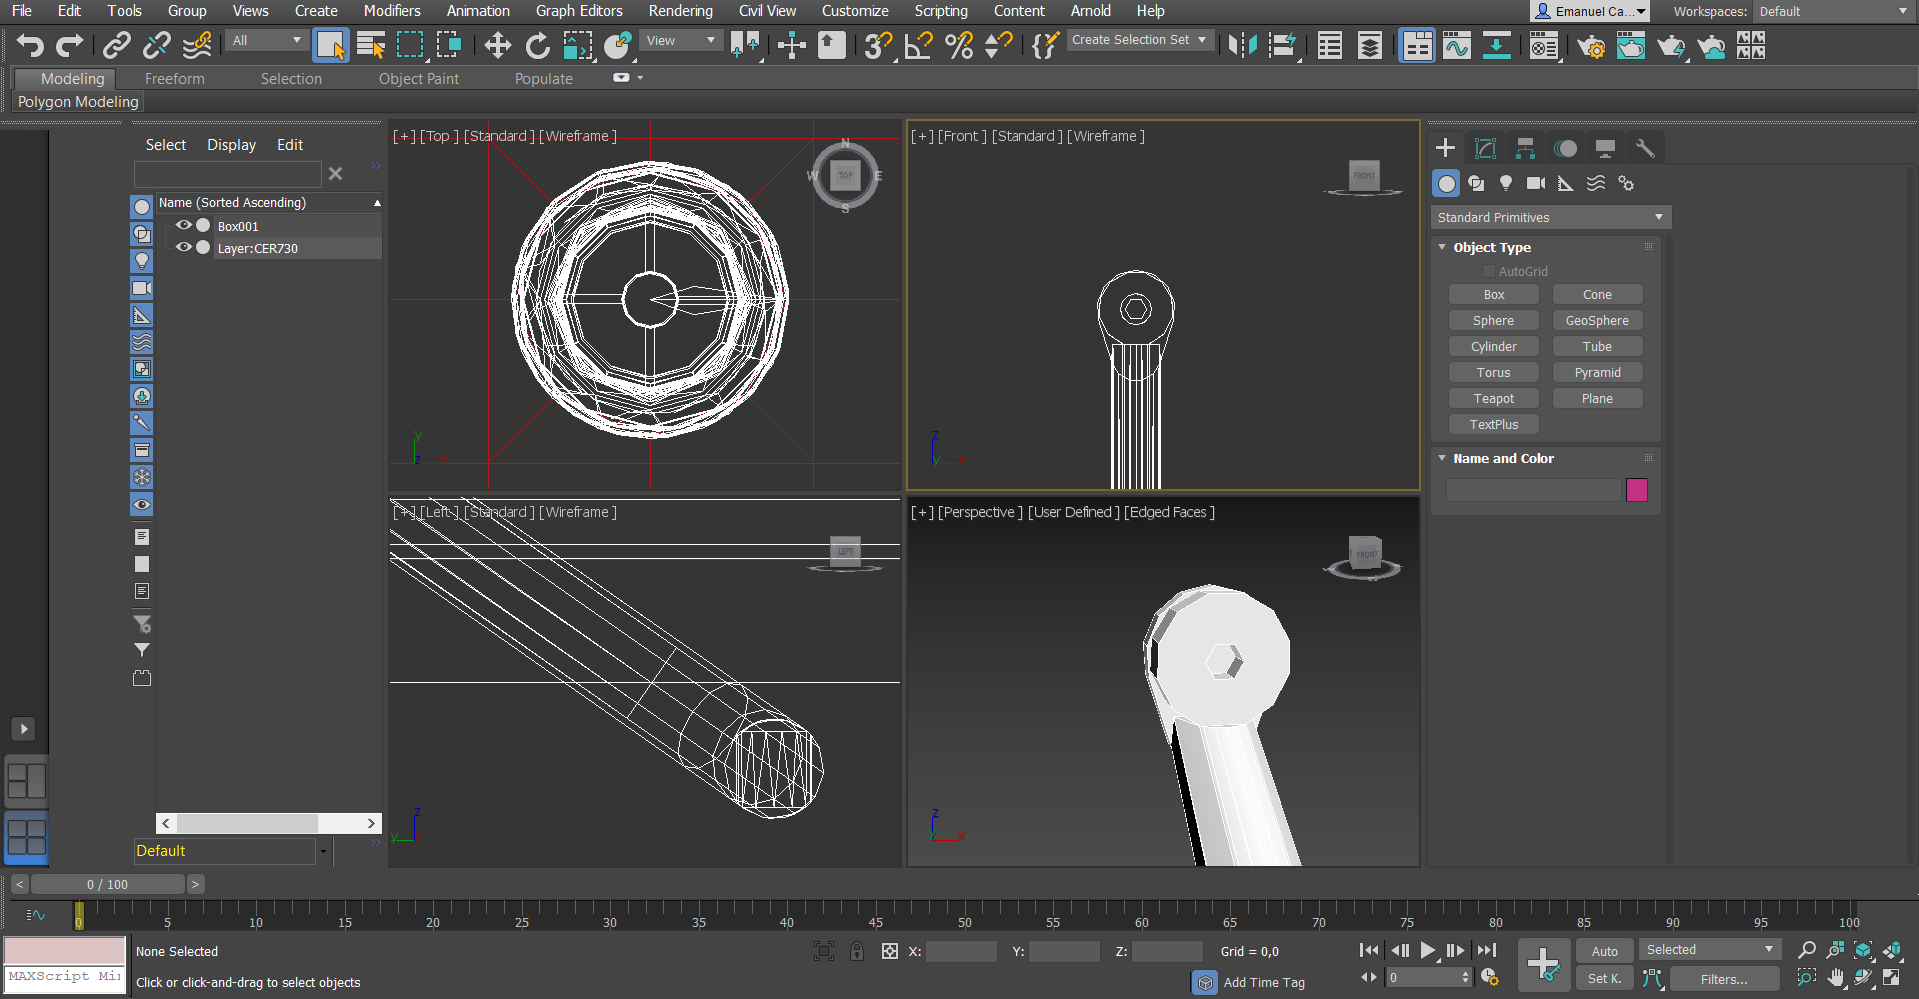 File Edit Tools Group Views Create Modifiers Animation Graph Editors Rendering Civil View Customize Scripting Content Arnold Help Emanuel Ca... Workspaces: Default
All View 3 Create Selection Set
Modeling Freeform Selection Object Paint Populate
Polygon Modeling
Select Display Edit
Name (Sorted Ascending)
Box001
Layer:CER730
Default
[+] [Top ] [Standard ] [Wireframe ]
N
W TOP E
S
y
z x
[+] [Front ] [Standard ] [Wireframe ]
FRONT
z
y x
[+] [Left ] [Standard ] [Wireframe ]
LEFT
z
y x
[+] [Perspective ] [User Defined ] [Edged Faces ]
FRONT
z
y x
Standard Primitives
Object Type
AutoGrid
Box Cone
Sphere GeoSphere
Cylinder Tube
Torus Pyramid
Teapot Plane
TextPlus
Name and Color
< 0 / 100 >
0 5 10 15 20 25 30 35 40 45 50 55 60 65 70 75 80 85 90 95 100
None Selected X: Y: Z: Grid = 0,0 Auto Selected
MAXScript Mi
Click or click-and-drag to select objects Add Time Tag 0 Set K. Filters...